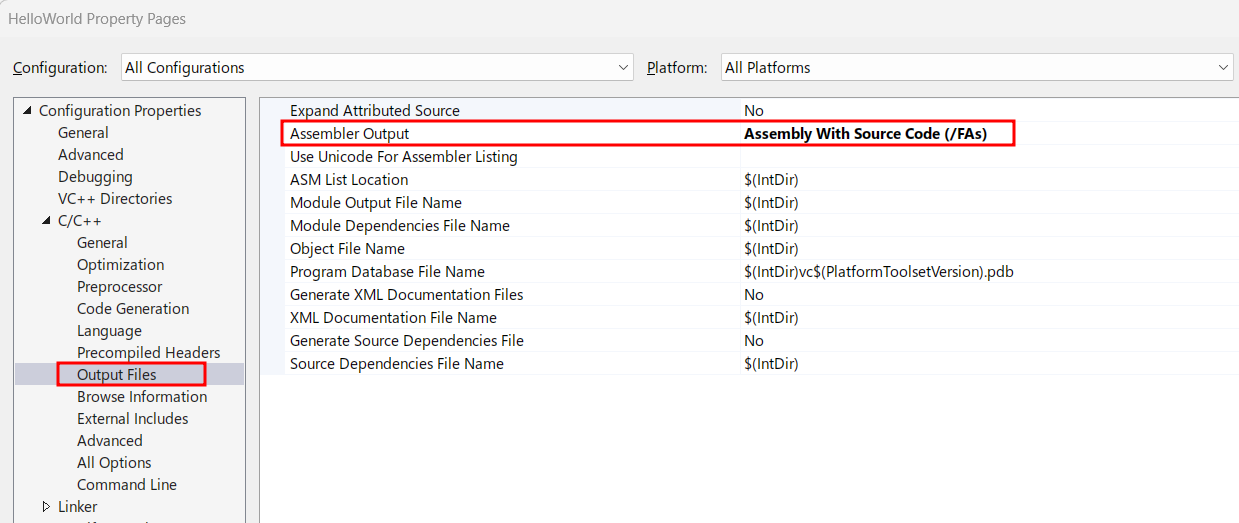 HelloWorld Property Pages
Configuration: All Configurations Platform: All Platforms
Configuration Properties
General
Advanced
Debugging
VC++ Directories
C/C++
General
Optimization
Preprocessor
Code Generation
Language
Precompiled Headers
Output Files
Browse Information
External Includes
Advanced
All Options
Command Line
Linker
Expand Attributed Source No
Assembler Output Assembly With Source Code (/FAs)
Use Unicode For Assembler Listing
ASM List Location $(IntDir)
Module Output File Name $(IntDir)
Module Dependencies File Name $(IntDir)
Object File Name $(IntDir)
Program Database File Name $(IntDir)vc$(PlatformToolsetVersion).pdb
Generate XML Documentation Files No
XML Documentation File Name $(IntDir)
Generate Source Dependencies File No
Source Dependencies File Name $(IntDir)